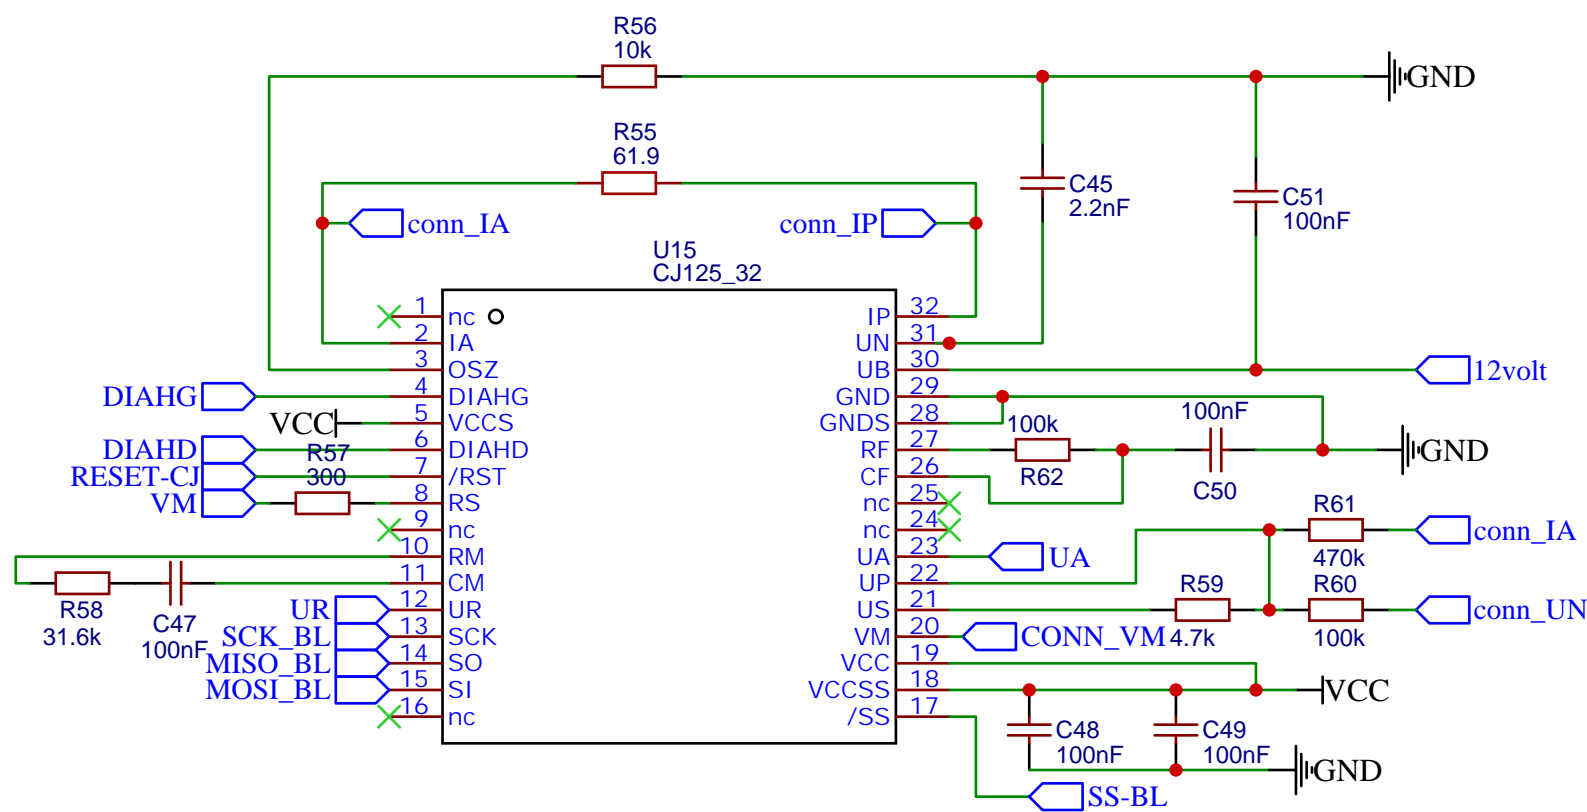 R56
10k
GND
R55
61.9
C45
2.2nF
C51
100nF
conn_IA
conn_IP
U15
CJ125_32
1 nc
2 IA
3 OSZ
DIAHG 4 DIAHG
VCC 5 VCCS
DIAHD 6 DIAHD
R57
RESET-CJ 7 /RST
300
VM 8 RS
9 nc
10 RM
11 CM
R58
31.6k
C47
100nF
UR 12 UR
SCK_BL 13 SCK
MISO_BL 14 SO
MOSI_BL 15 SI
16 nc
IP 32
UN 31
UB 30
12volt
GND 29
GNDS 28
100k
100nF
RF 27
GND
CF 26
R62
C50
nc 25
nc 24
R61
conn_IA
470k
UA 23
UA
UP 22
R59
R60
US 21
conn_UN
4.7k
100k
VM 20
CONN_VM
VCC 19
VCCSS 18
VCC
/SS 17
C48
100nF
C49
100nF
GND
SS-BL